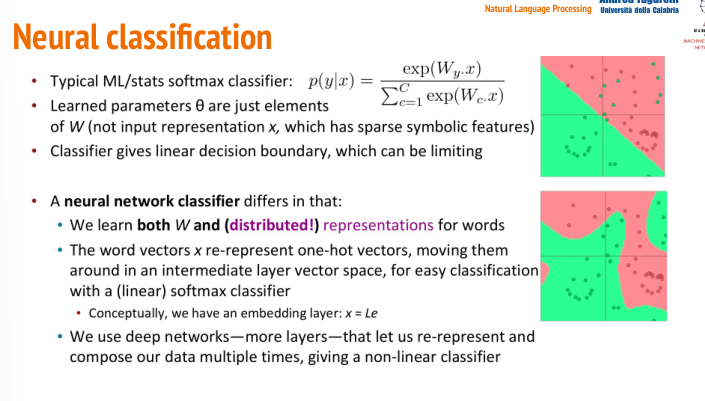 Natural Language Processing
Andrea Tagarelli
Università della Calabria
Neural classification
• Typical ML/stats softmax classifier: p(y|x) = exp(W_y.x) / ∑_{c=1}^{C} exp(W_c.x)
• Learned parameters θ are just elements
of W (not input representation x, which has sparse symbolic features)
• Classifier gives linear decision boundary, which can be limiting
• A neural network classifier differs in that:
• We learn both W and (distributed!) representations for words
• The word vectors x re-represent one-hot vectors, moving them
around in an intermediate layer vector space, for easy classification
with a (linear) softmax classifier
• Conceptually, we have an embedding layer: x = Le
• We use deep networks—more layers—that let us re-represent and
compose our data multiple times, giving a non-linear classifier